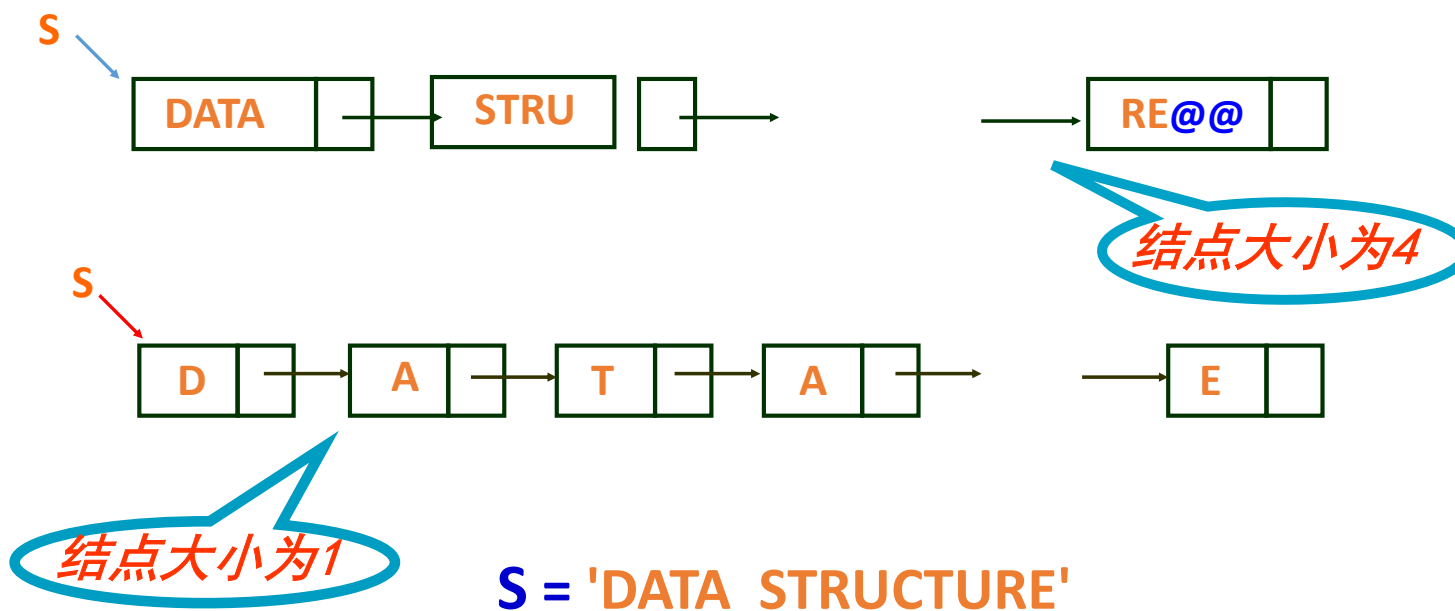 S
DATA STRU RE@@
结点大小为4
S
D A T A E
结点大小为1
S = 'DATA  STRUCTURE'